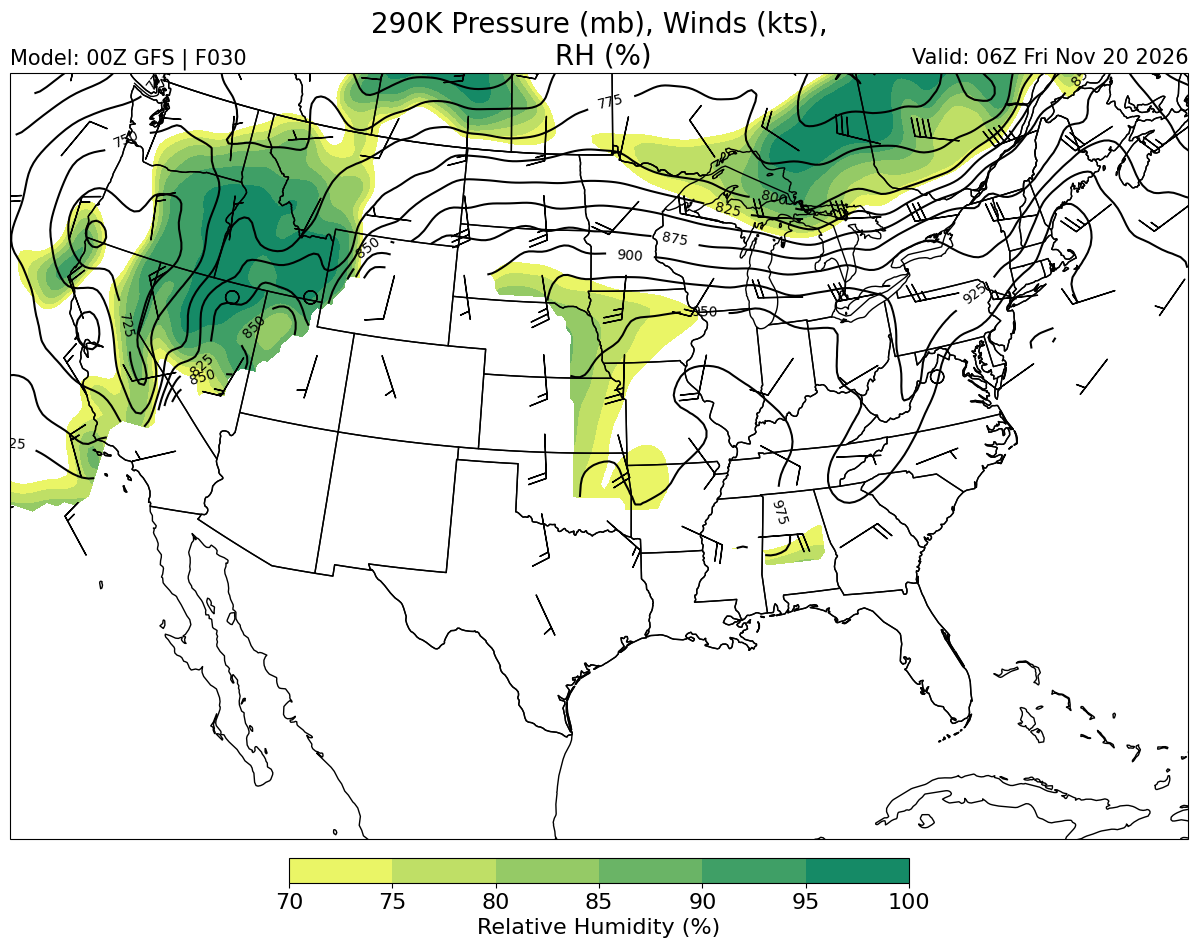 290K Pressure (mb), Winds (kts),
RH (%)
Model: 00Z GFS | F030
Valid: 06Z Fri Nov 20 2026
775
750
800
825
850
875
900
925
950
725
850
825
850
25
975
70 75 80 85 90 95 100
Relative Humidity (%)